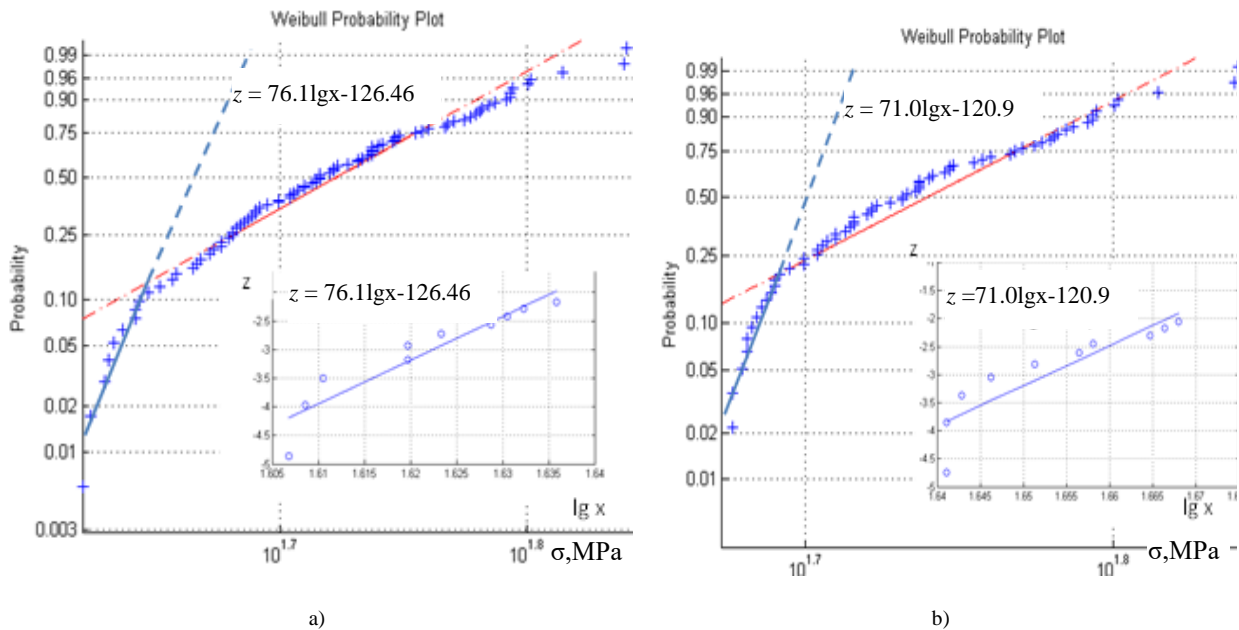 Weibull Probability Plot
0.99
0.96
0.90
0.75
0.50
0.25
0.10
0.05
0.02
0.01
0.003
Probability
z = 76.1lgx-126.46
z
z = 76.1lgx-126.46
-2.5
-3
-3.5
-4
-4.5
-5
1.605 1.61 1.615 1.62 1.625 1.63 1.635 1.64
lg x
10^1.7 10^1.8
σ,MPa
a)
Weibull Probability Plot
0.99
0.96
0.90
0.75
0.50
0.25
0.10
0.05
0.02
0.01
Probability
z = 71.0lgx-120.9
z
z =71.0lgx-120.9
-1
-1.5
-2
-2.5
-3
-3.5
-4
-4.5
-5
1.64 1.645 1.65 1.655 1.66 1.665 1.67
lg x
10^1.7 10^1.8
σ,MPa
b)